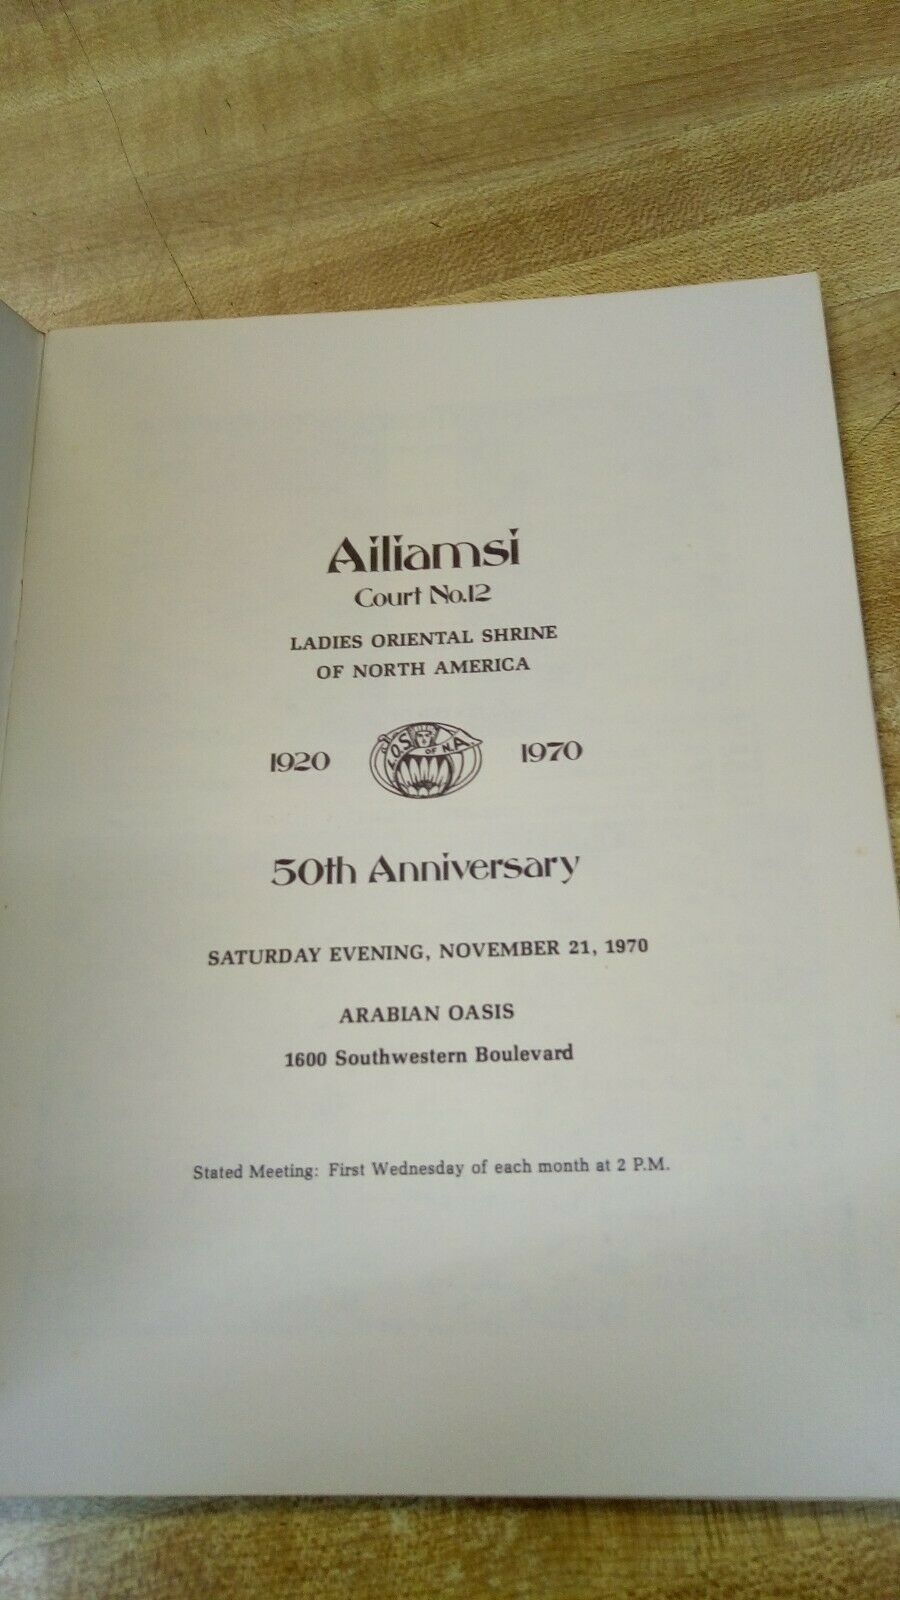 Ailiamsi
Court No.12
LADIES ORIENTAL SHRINE
OF NORTH AMERICA
1920 L.O.S. OF N.A. 1970
50th Anniversary
SATURDAY EVENING, NOVEMBER 21, 1970
ARABIAN OASIS
1600 Southwestern Boulevard
Stated Meeting: First Wednesday of each month at 2 P.M.